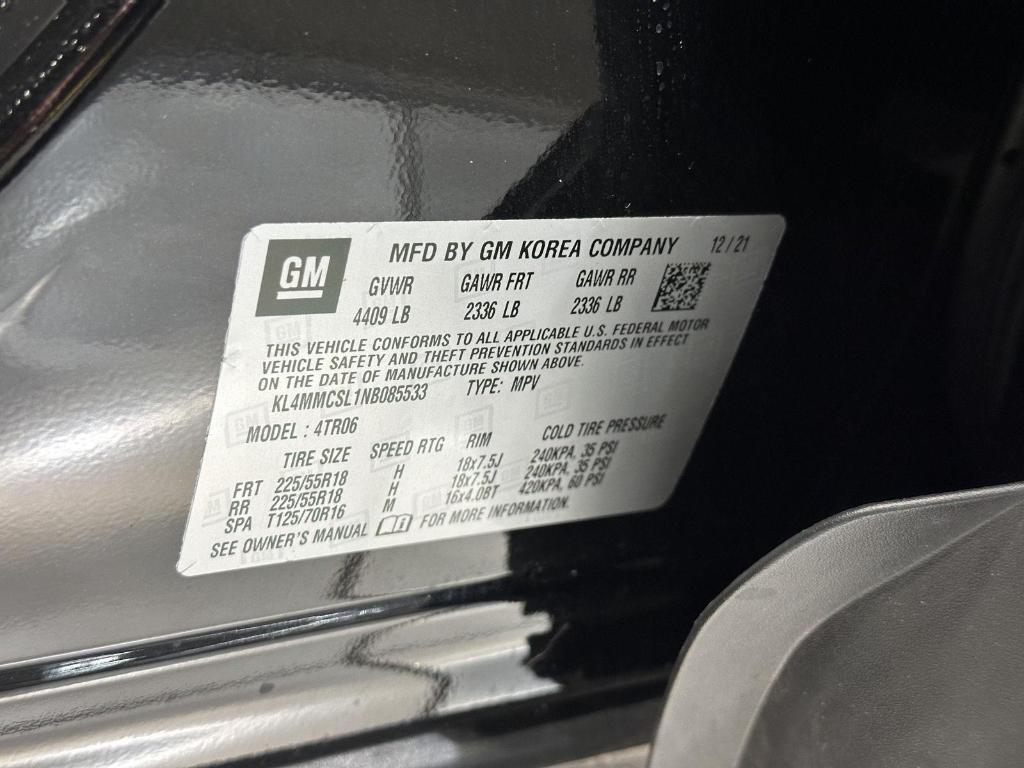 GM
MFD BY GM KOREA COMPANY 12/21
GVWR GAWR FRT GAWR RR
4409 LB 2336 LB 2336 LB
THIS VEHICLE CONFORMS TO ALL APPLICABLE U.S. FEDERAL MOTOR
VEHICLE SAFETY AND THEFT PREVENTION STANDARDS IN EFFECT
ON THE DATE OF MANUFACTURE SHOWN ABOVE.
KL4MMCSL1NB085533 TYPE: MPV
MODEL : 4TR06
TIRE SIZE SPEED RTG RIM COLD TIRE PRESSURE
FRT 225/55R18 H 18x7.5J 240KPA, 35 PSI
RR 225/55R18 H 18x7.5J 240KPA, 35 PSI
SPA T125/70R16 M 16x4.0BT 420KPA, 60 PSI
SEE OWNER'S MANUAL FOR MORE INFORMATION.